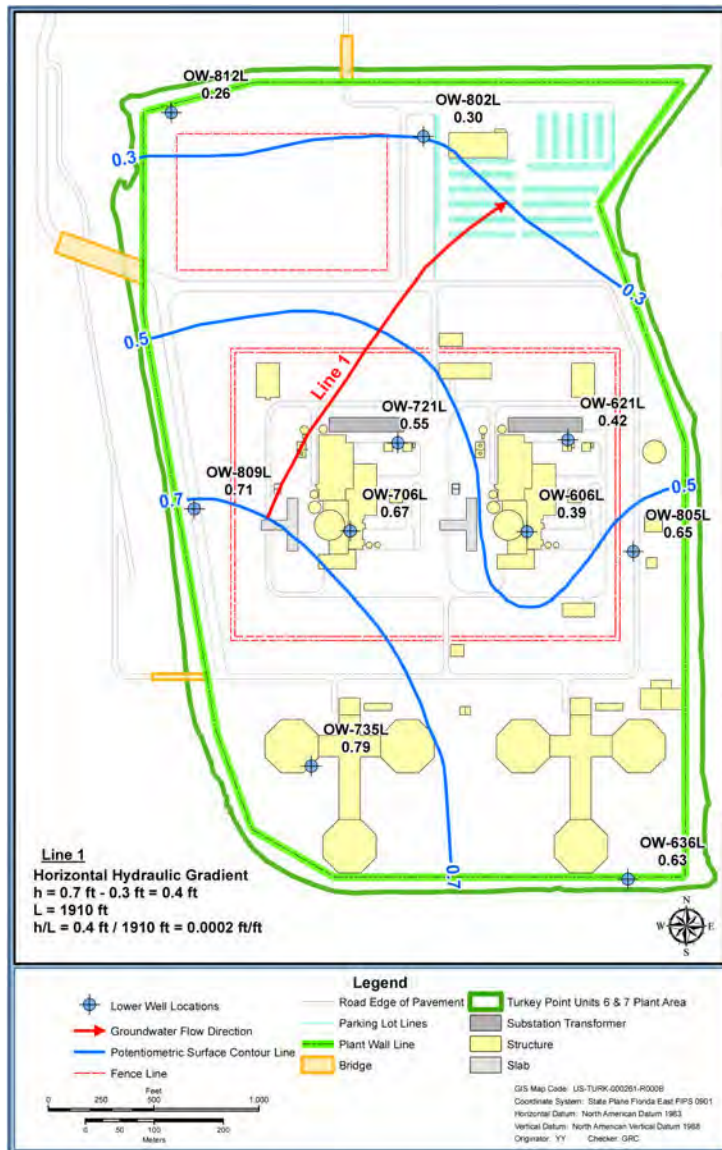 OW-812L
0.26
OW-802L
0.30
0.3
0.3
0.5
Line 1
OW-721L
0.55
OW-621L
0.42
OW-809L
0.71
0.7
OW-706L
0.67
OW-606L
0.39
0.5
OW-805L
0.65
OW-735L
0.79
OW-636L
0.63
0.7
Line 1
Horizontal Hydraulic Gradient
h = 0.7 ft - 0.3 ft = 0.4 ft
L = 1910 ft
h/L = 0.4 ft / 1910 ft = 0.0002 ft/ft
N
W E
S
Legend
Lower Well Locations
Groundwater Flow Direction
Potentiometric Surface Contour Line
Fence Line
Road Edge of Pavement
Parking Lot Lines
Plant Wall Line
Bridge
Turkey Point Units 6 & 7 Plant Area
Substation Transformer
Structure
Slab
Feet
0 250 500 1,000
0 50 100 200
Meters
GIS Map Code: US-TURK-000261-R000B
Coordinate System: State Plane Florida East FIPS 0901
Horizontal Datum: North American Datum 1983
Vertical Datum: North American Vertical Datum 1988
Originator: YY Checker: GRC